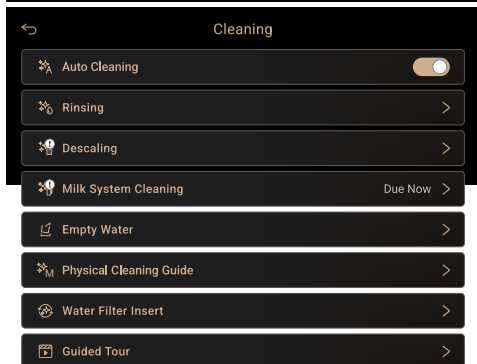 Cleaning
Auto Cleaning
Rinsing
Descaling
Milk System Cleaning Due Now
Empty Water
Physical Cleaning Guide
Water Filter Insert
Guided Tour